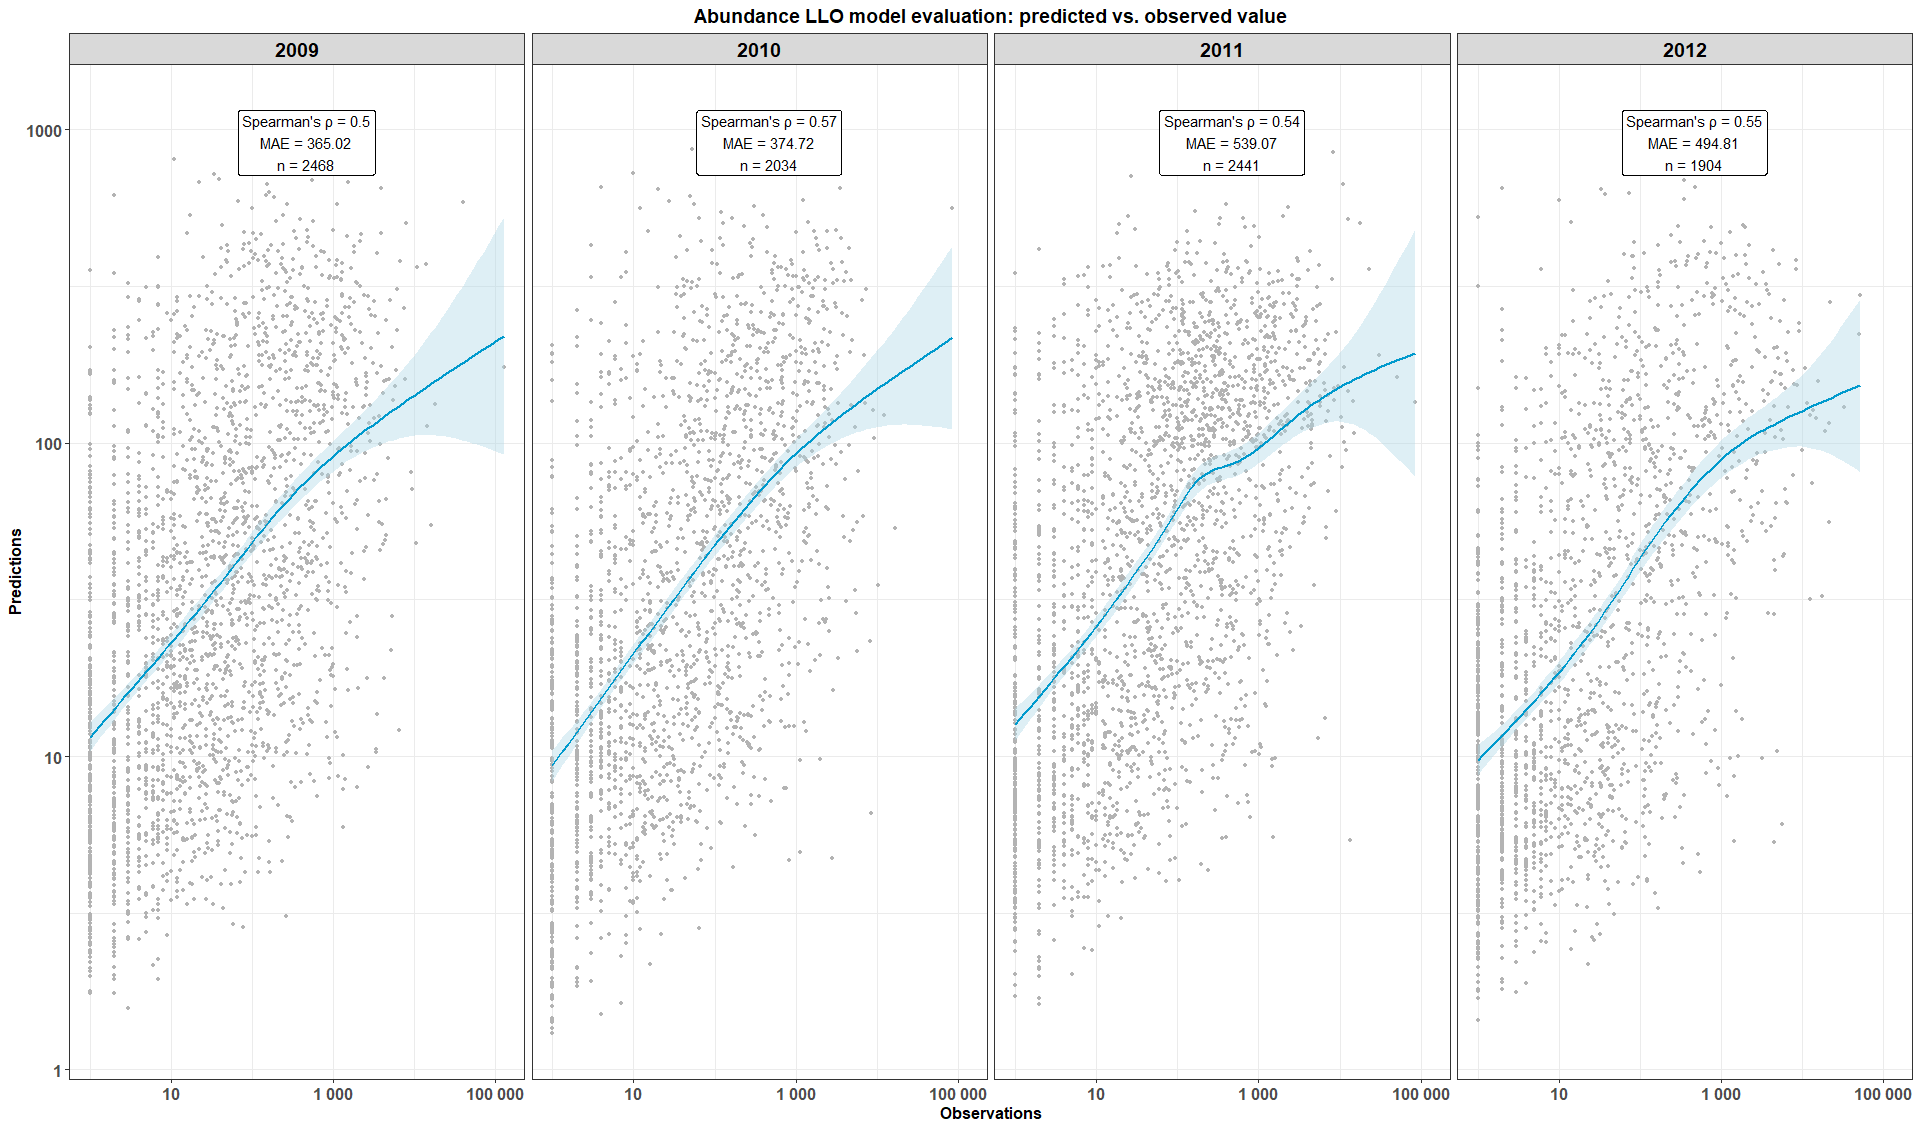 Abundance LLO model evaluation: predicted vs. observed value
2009
2010
2011
2012
Spearman's ρ = 0.5
MAE = 365.02
n = 2468
Spearman's ρ = 0.57
MAE = 374.72
n = 2034
Spearman's ρ = 0.54
MAE = 539.07
n = 2441
Spearman's ρ = 0.55
MAE = 494.81
n = 1904
Predictions
1000
100
10
1
10 1 000 100 000
10 1 000 100 000
10 1 000 100 000
10 1 000 100 000
Observations